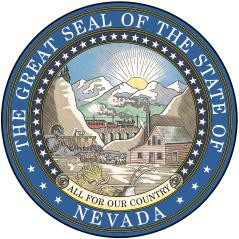 THE GREAT SEAL OF THE STATE OF
NEVADA
ALL FOR OUR COUNTRY